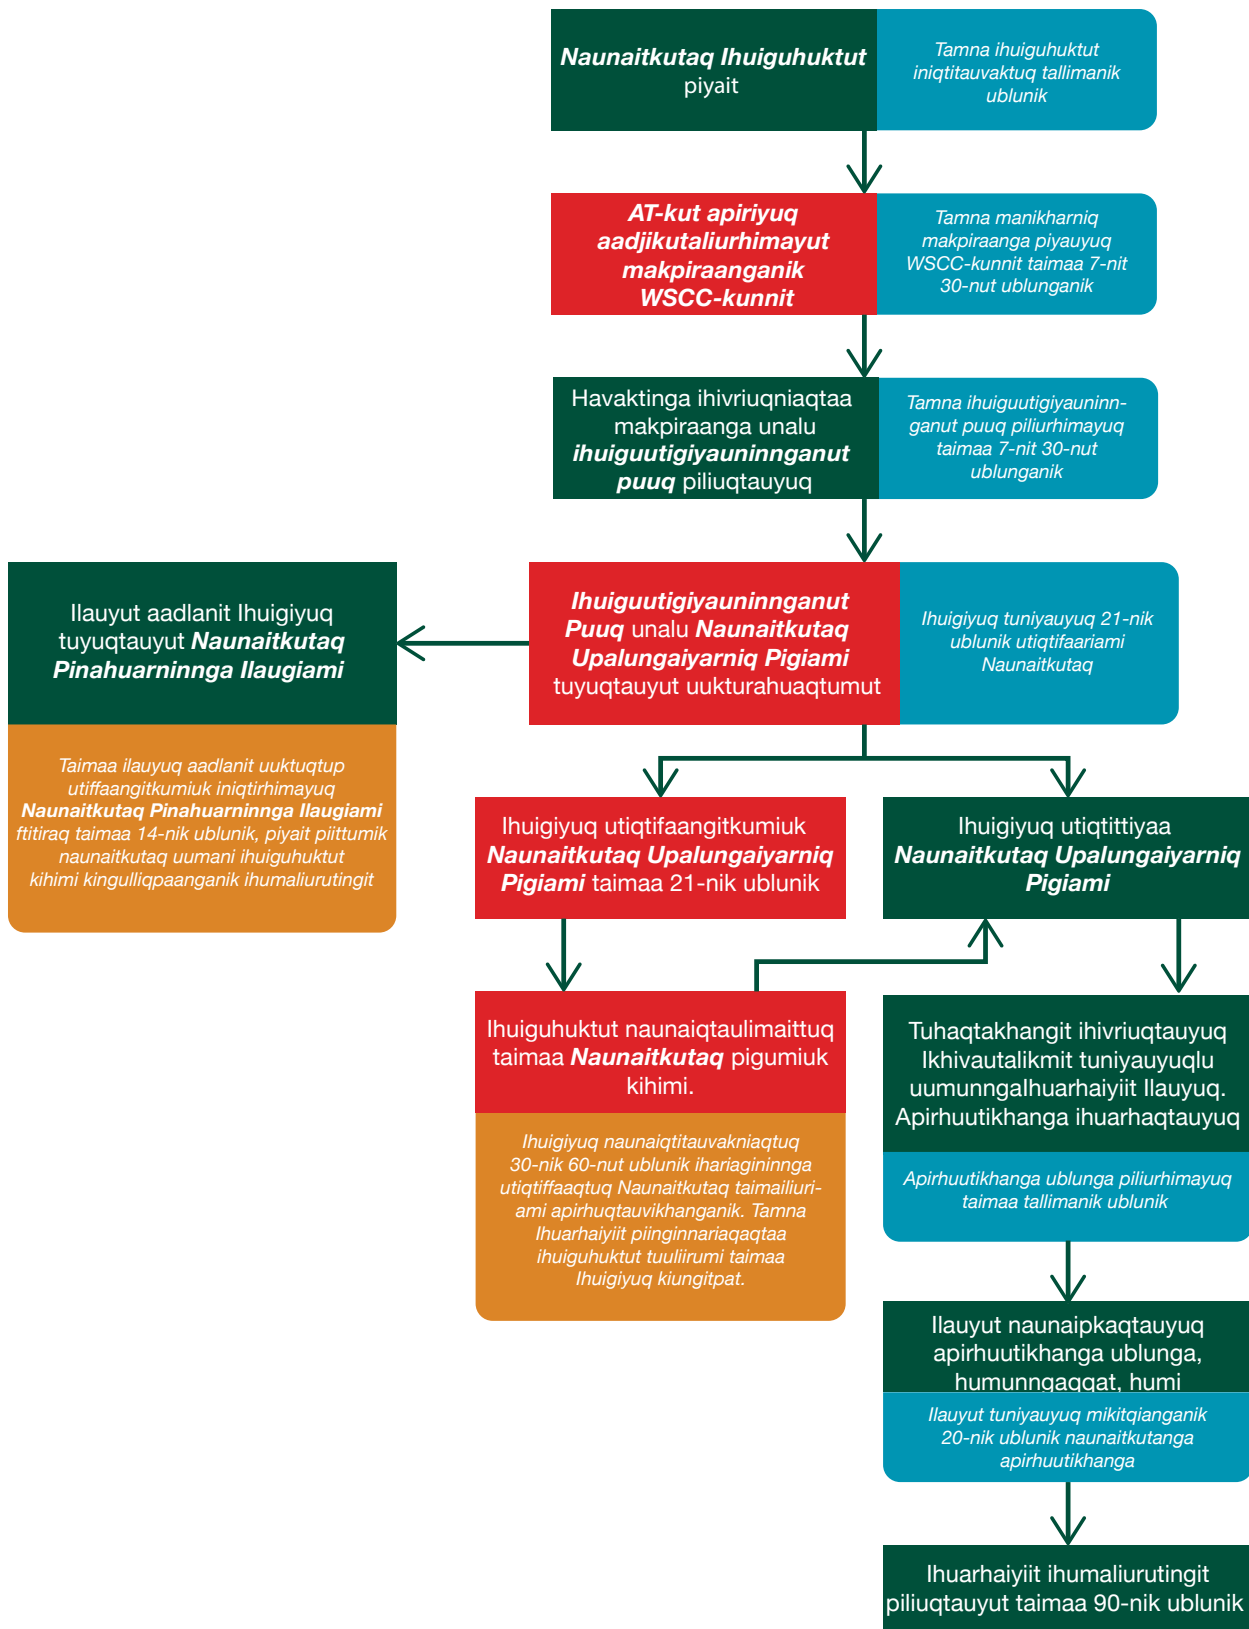 Naunaitkutaq Ihuiguhuktut
piyait
Tamna ihuiguhuktut
iniqtitauvaktuq tallimanik
ublunik
AT-kut apiriyuq
aadjikutaliurhimayut
makpiraanganik
WSCC-kunnit
Tamna manikharniq
makpiraanga piyauyuq
WSCC-kunnit taimaa 7-nit
30-nut ublunganik
Havaktinga ihivriuqniaqtaa
makpiraanga unalu
ihuiguutigiyauninnganut
puuq piliuqtauyuq
Tamna ihuiguutigiyauninn-
ganut puuq piliurhimayuq
taimaa 7-nit 30-nut
ublunganik
Ilauyut aadlanit Ihuigiyuq
tuyuqtauyut Naunaitkutaq
Pinahuarninnga Ilaugiami
Taimaa ilauyuq aadlanit uuktuqtup
utiffaangitkumiuk iniqtirhimayuq
Naunaitkutaq Pinahuarninnga Ilaugiami
ftitiraq taimaa 14-nik ublunik, piyait piittumik
naunaitkutaq uumani ihuiguhuktut
kihimi kingulliqpaanganik ihumaliurutingit
Ihuiguutigiyauninnganut
Puuq unalu Naunaitkutaq
Upalungaiyarniq Pigiami
tuyuqtauyut uukturahuaqtumut
Ihuigiyuq tuniyauyuq 21-nik
ublunik utiqtifaariami
Naunaitkutaq
Ihuigiyuq utiqtifaangitkumiuk
Naunaitkutaq Upalungaiyarniq
Pigiami taimaa 21-nik ublunik
Ihuigiyuq utiqtittiyaa
Naunaitkutaq Upalungaiyarniq
Pigiami
Ihuiguhuktut naunaiqtaulimaittuq
taimaa Naunaitkutaq pigumiuk
kihimi.
Ihuigiyuq naunaiqtitauvakniaqtuq
30-nik 60-nut ublunik ihariagininnga
utiqtiffaaqtuq Naunaitkutaq taimailiuri-
ami apirhuqtauvikhanganik. Tamna
Ihuarhaiyiit piinginnariaqaqtaa
ihuiguhuktut tuuliirumi taimaa
Ihuigiyuq kiungitpat.
Tuhaqtakhangit ihivriuqtauyuq
Ikhivautalikmit tuniyauyuqlu
uumunngaIhuarhaiyiit Ilauyuq.
Apirhuutikhanga ihuarhaqtauyuq
Apirhuutikhanga ublunga piliurhimayuq
taimaa tallimanik ublunik
Ilauyut naunaipkaqtauyuq
apirhuutikhanga ublunga,
humunngaqqat, humi
Ilauyut tuniyauyuq mikitqianganik
20-nik ublunik naunaitkutanga
apirhuutikhanga
Ihuarhaiyiit ihumaliurutingit
piliuqtauyut taimaa 90-nik ublunik